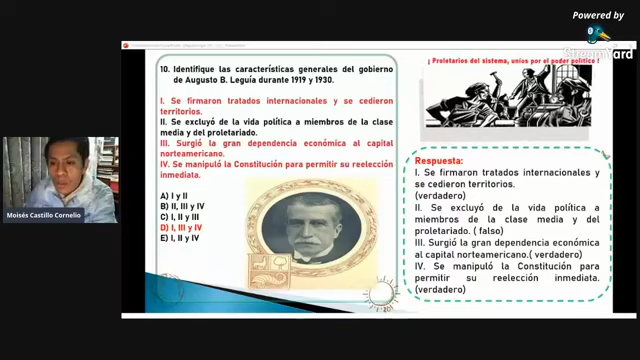 Powered by
StreamYard
10. Identifique las características generales del gobierno
de Augusto B. Leguía durante 1919 y 1930.
I. Se firmaron tratados internacionales y se cedieron
territorios.
II. Se excluyó de la vida política a miembros de la clase
media y del proletariado.
III. Surgió la gran dependencia económica al capital
norteamericano.
IV. Se manipuló la Constitución para permitir su reelección
inmediata.
A) I y II
B) II, III y IV
C) I, II y III
D) I, III y IV
E) I, II y IV
¡ Proletarios del sistema, uníos por el poder político !
Respuesta:
I. Se firmaron tratados internacionales y
se cedieron territorios.
(verdadero)
II. Se excluyó de la vida política a
miembros de la clase media y del
proletariado. ( falso)
III. Surgió la gran dependencia económica
al capital norteamericano.( verdadero)
IV. Se manipuló la Constitución para
permitir su reelección inmediata.
(verdadero)
Moisés Castillo Cornelio